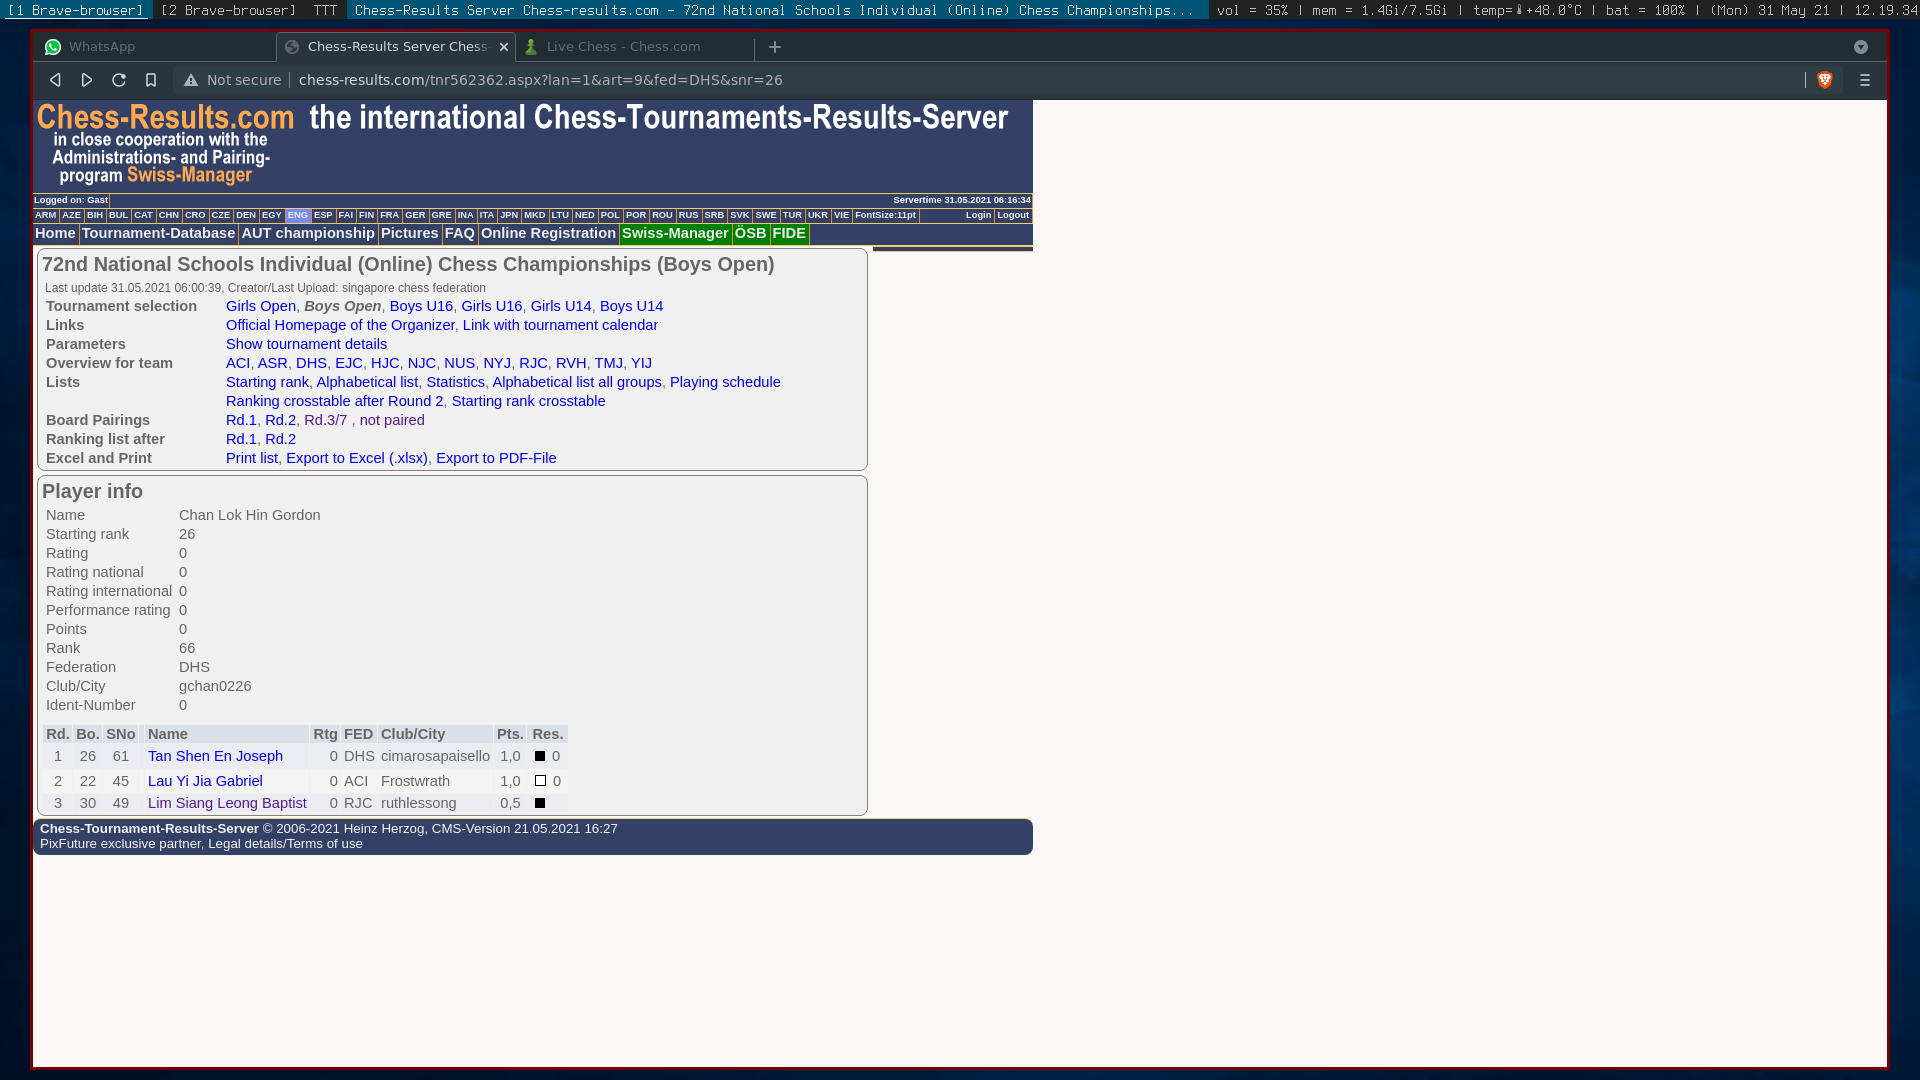 [1 Brave-browser] [2 Brave-browser] TTT Chess-Results Server Chess-results.com - 72nd National Schools Individual (Online) Chess Championships... vol = 35% | mem = 1.4Gi/7.5Gi | temp=🌡+48.0°C | bat = 100% | (Mon) 31 May 21 | 12.19.34
WhatsApp Chess-Results Server Chess Live Chess - Chess.com
Not secure chess-results.com/tnr562362.aspx?lan=1&art=9&fed=DHS&snr=26
Chess-Results.com the international Chess-Tournaments-Results-Server
in close cooperation with the
Administrations- and Pairing-
program Swiss-Manager
Logged on: Gast Servertime 31.05.2021 06:16:34
ARM AZE BIH BUL CAT CHN CRO CZE DEN EGY ENG ESP FAI FIN FRA GER GRE INA ITA JPN MKD LTU NED POL POR ROU RUS SRB SVK SWE TUR UKR VIE FontSize:11pt Login Logout
Home Tournament-Database AUT championship Pictures FAQ Online Registration Swiss-Manager ÖSB FIDE
72nd National Schools Individual (Online) Chess Championships (Boys Open)
Last update 31.05.2021 06:00:39, Creator/Last Upload: singapore chess federation
Tournament selection Girls Open, Boys Open, Boys U16, Girls U16, Girls U14, Boys U14
Links Official Homepage of the Organizer, Link with tournament calendar
Parameters Show tournament details
Overview for team ACI, ASR, DHS, EJC, HJC, NJC, NUS, NYJ, RJC, RVH, TMJ, YIJ
Lists Starting rank, Alphabetical list, Statistics, Alphabetical list all groups, Playing schedule
Ranking crosstable after Round 2, Starting rank crosstable
Board Pairings Rd.1, Rd.2, Rd.3/7 , not paired
Ranking list after Rd.1, Rd.2
Excel and Print Print list, Export to Excel (.xlsx), Export to PDF-File
Player info
Name Chan Lok Hin Gordon
Starting rank 26
Rating 0
Rating national 0
Rating international 0
Performance rating 0
Points 0
Rank 66
Federation DHS
Club/City gchan0226
Ident-Number 0
Rd. Bo. SNo Name Rtg FED Club/City Pts. Res.
1 26 61 Tan Shen En Joseph 0 DHS cimarosapaisello 1,0 0
2 22 45 Lau Yi Jia Gabriel 0 ACI Frostwrath 1,0 0
3 30 49 Lim Siang Leong Baptist 0 RJC ruthlessong 0,5
Chess-Tournament-Results-Server © 2006-2021 Heinz Herzog, CMS-Version 21.05.2021 16:27
PixFuture exclusive partner, Legal details/Terms of use